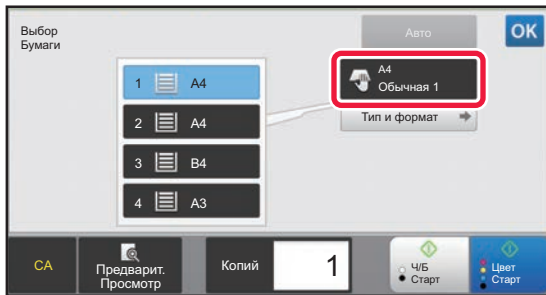 Выбор
Бумаги
Авто
OK
1 A4
2 A4
3 B4
4 A3
A4
Обычная 1
Тип и формат
CA
Предварит.
Просмотр
Копий
1
Ч/Б
Старт
Цвет
Старт